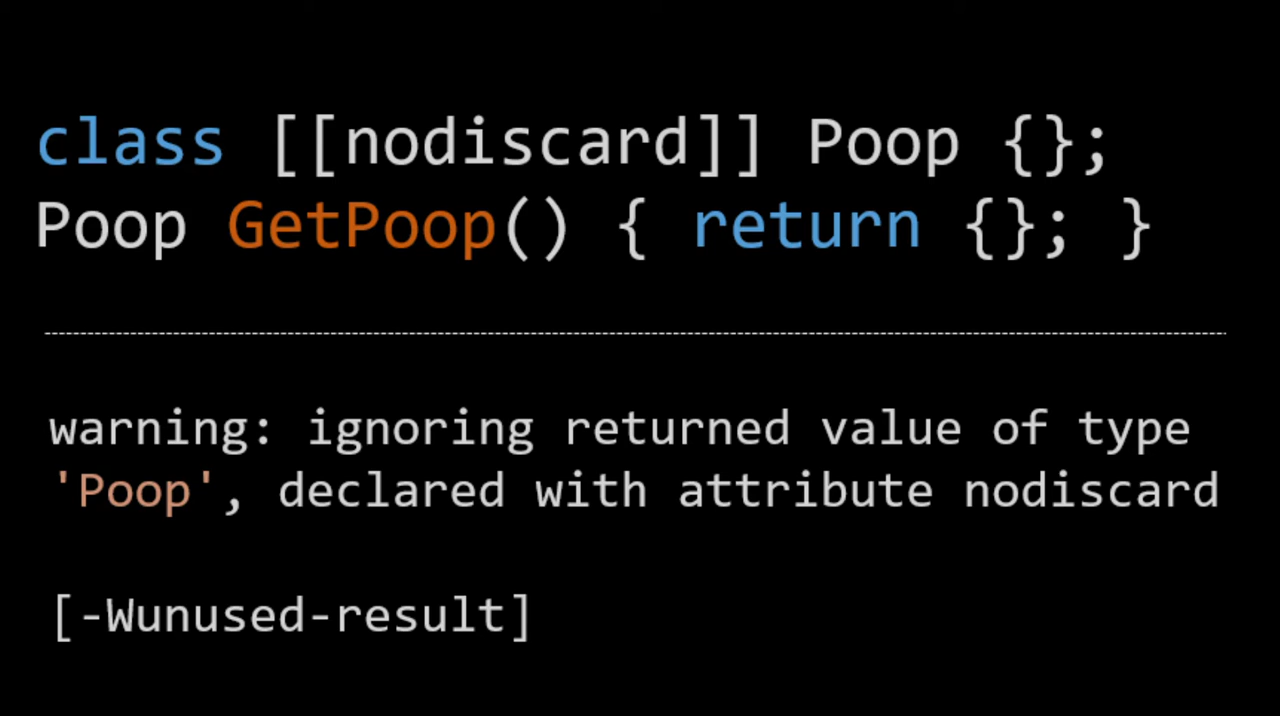 class [[nodiscard]] Poop {};
Poop GetPoop() { return {}; }
warning: ignoring returned value of type
'Poop', declared with attribute nodiscard
[-Wunused-result]